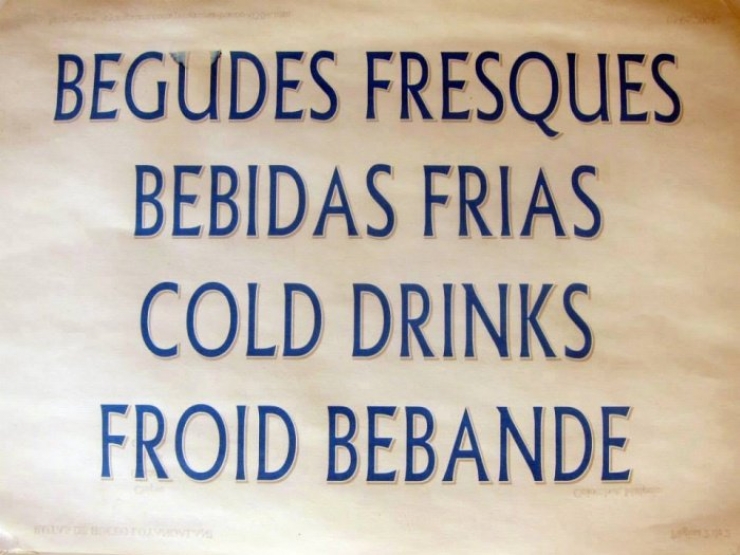 BEGUDES FRESQUES
BEBIDAS FRIAS
COLD DRINKS
FROID BEBANDE